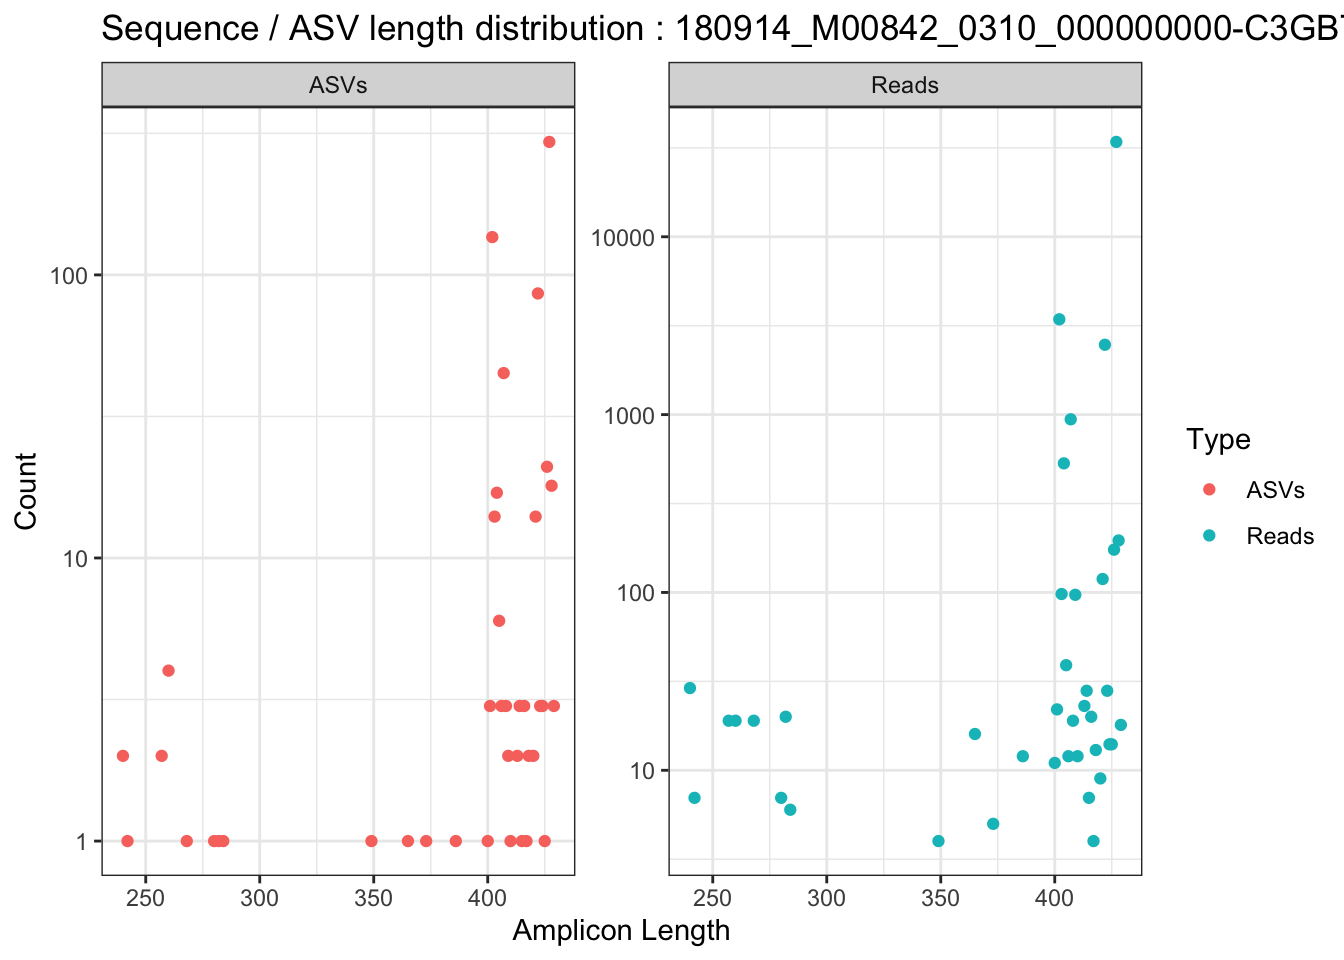 Sequence / ASV length distribution : 180914_M00842_0310_000000000-C3GB
ASVs
Reads
Count
100
10
1
10000
1000
100
10
250 300 350 400
250 300 350 400
Amplicon Length
Type
ASVs
Reads